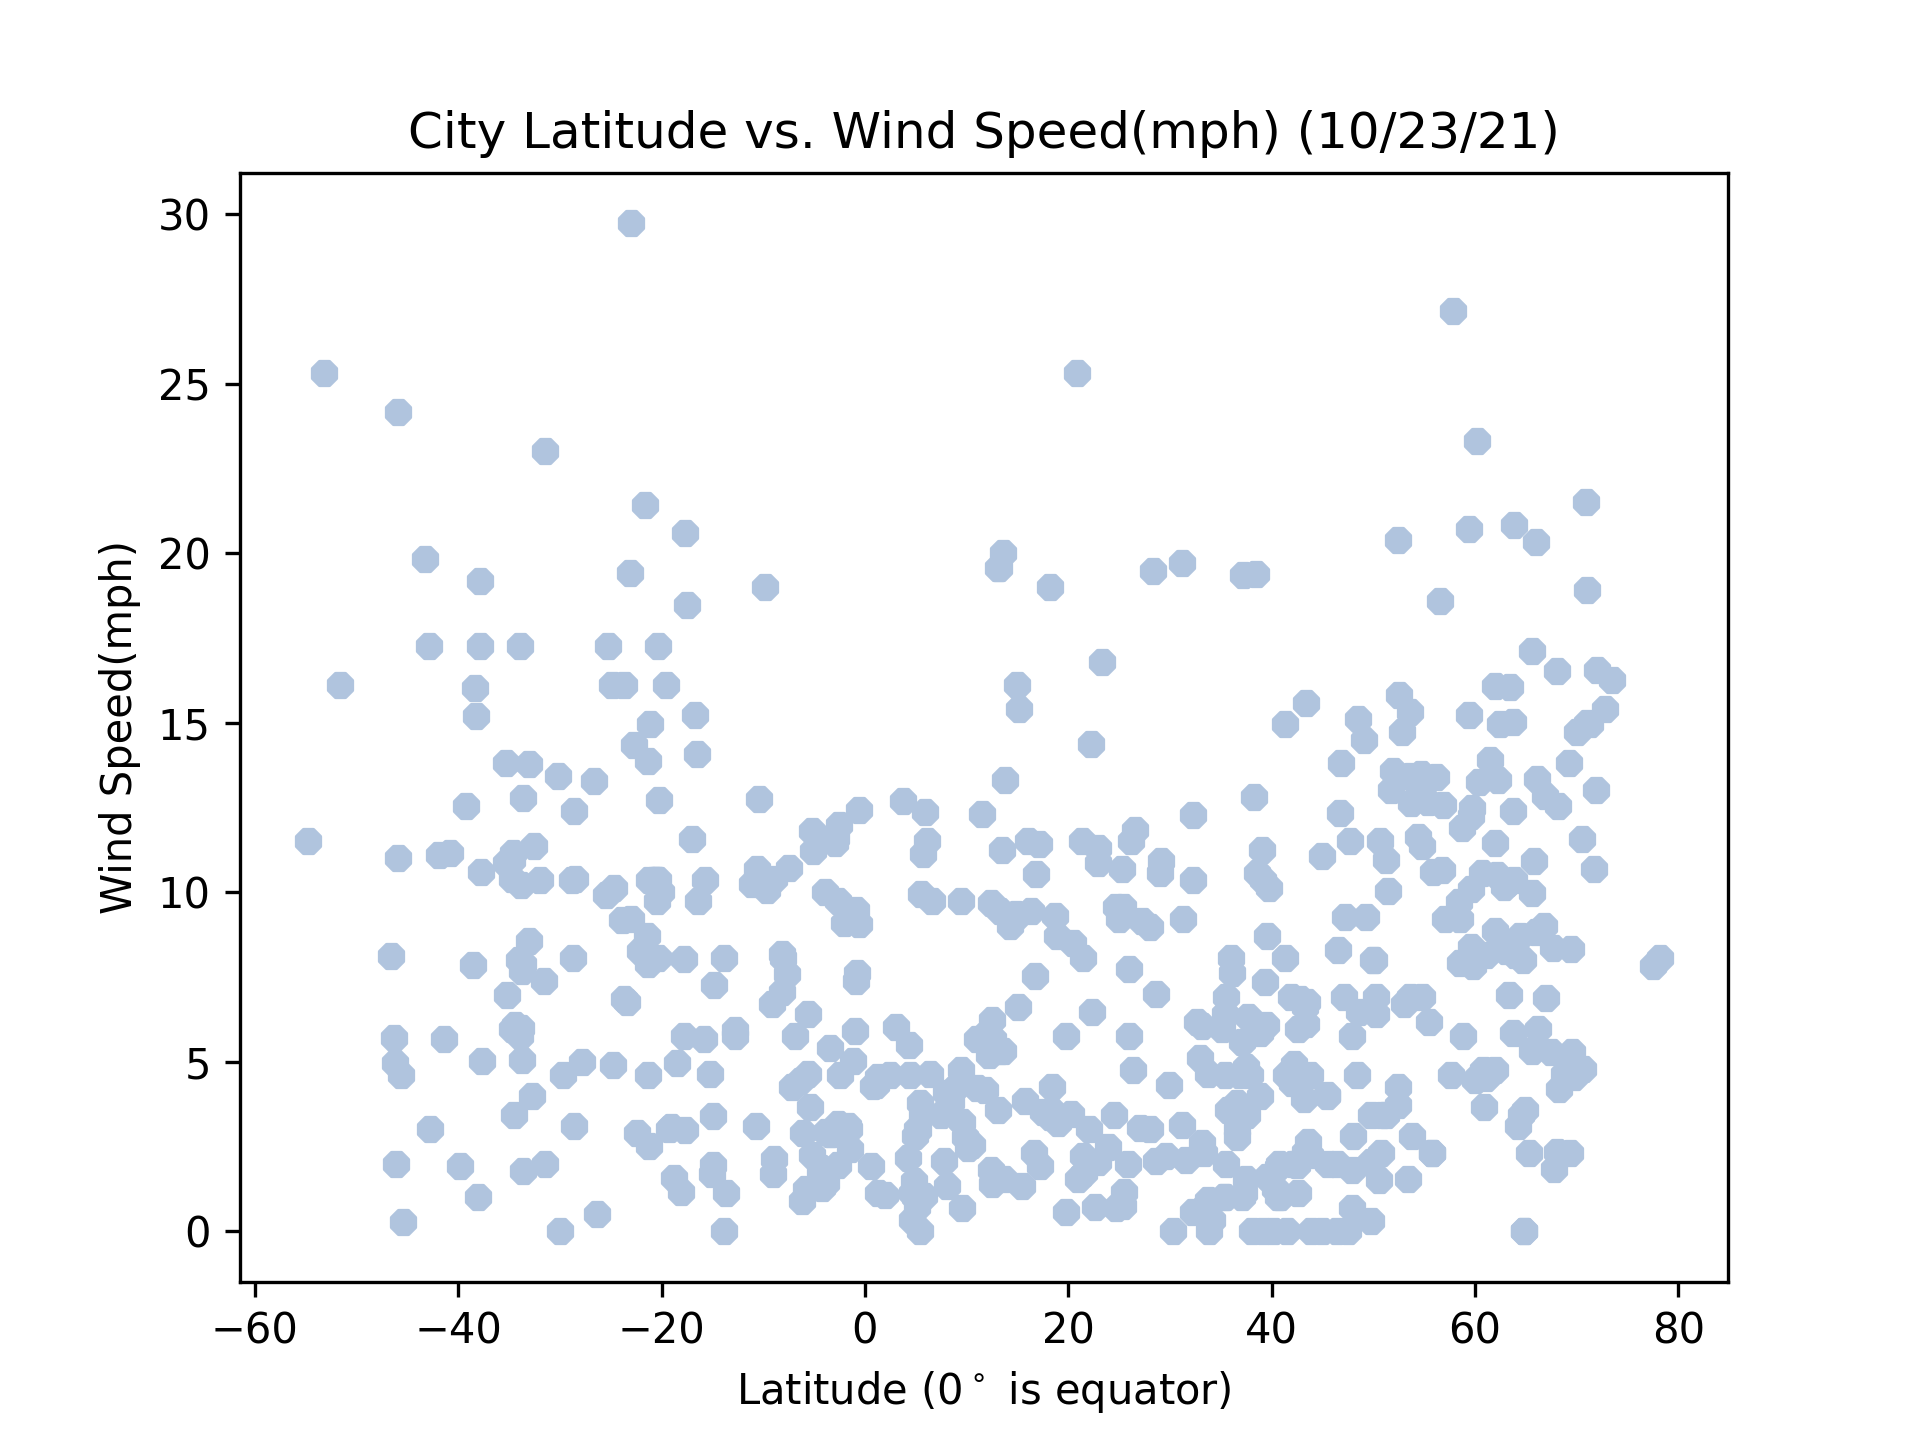 City Latitude vs. Wind Speed(mph) (10/23/21)
30
25
20
15
10
5
0
Wind Speed(mph)
−60 −40 −20 0 20 40 60 80
Latitude (0° is equator)